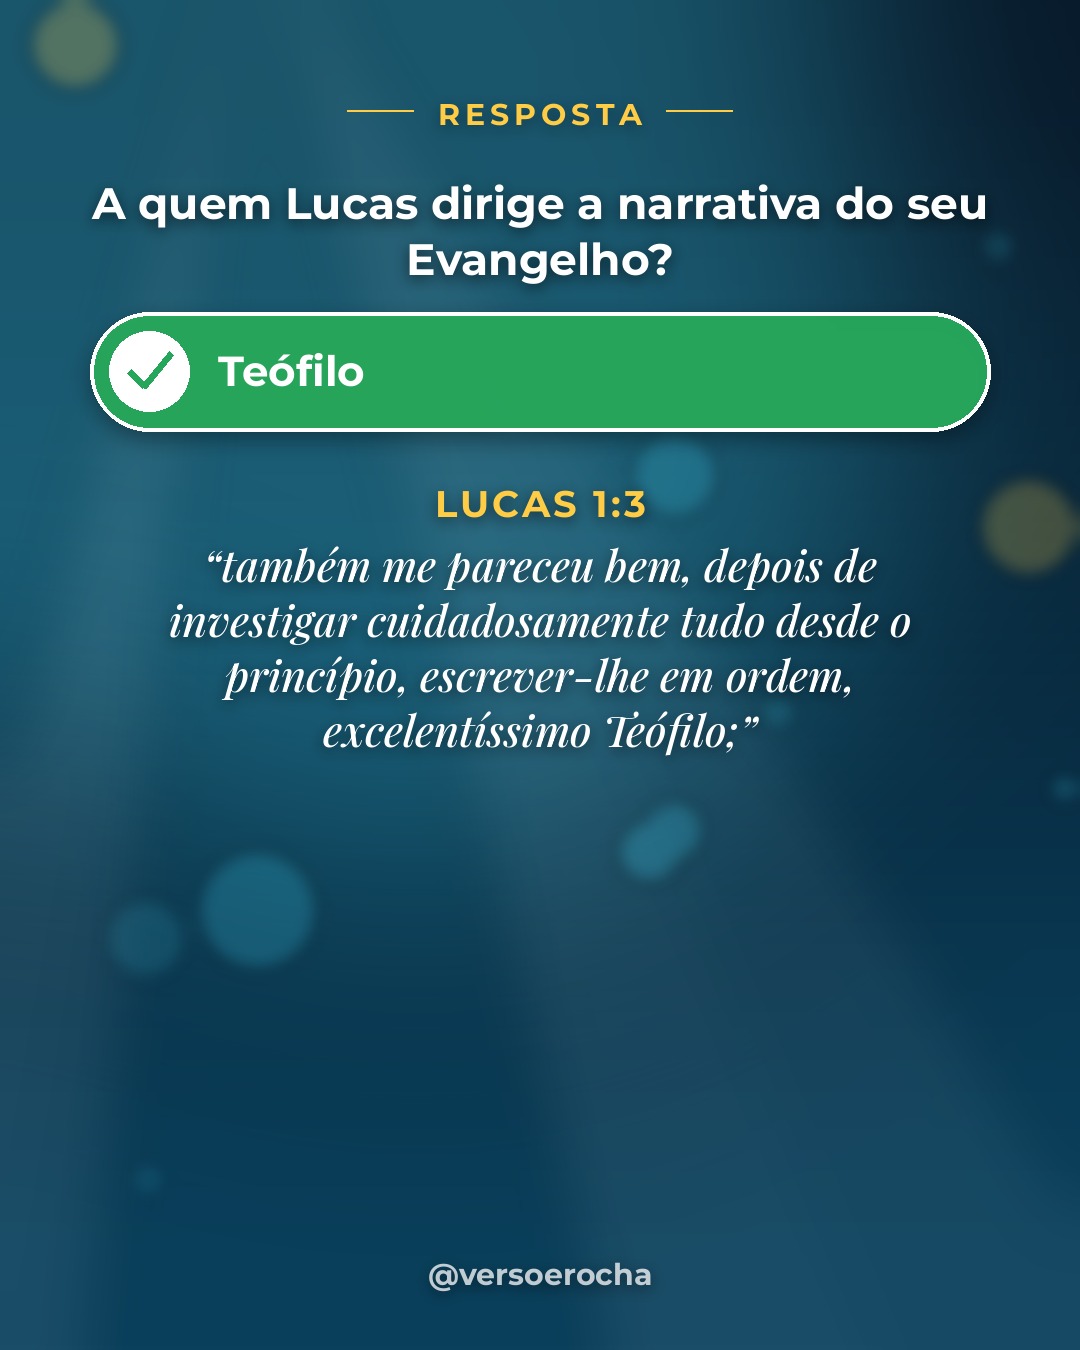 RESPOSTA
A quem Lucas dirige a narrativa do seu
Evangelho?
Teófilo
LUCAS 1:3
“também me pareceu bem, depois de
investigar cuidadosamente tudo desde o
princípio, escrever-lhe em ordem,
excelentíssimo Teófilo;”
@versoerocha